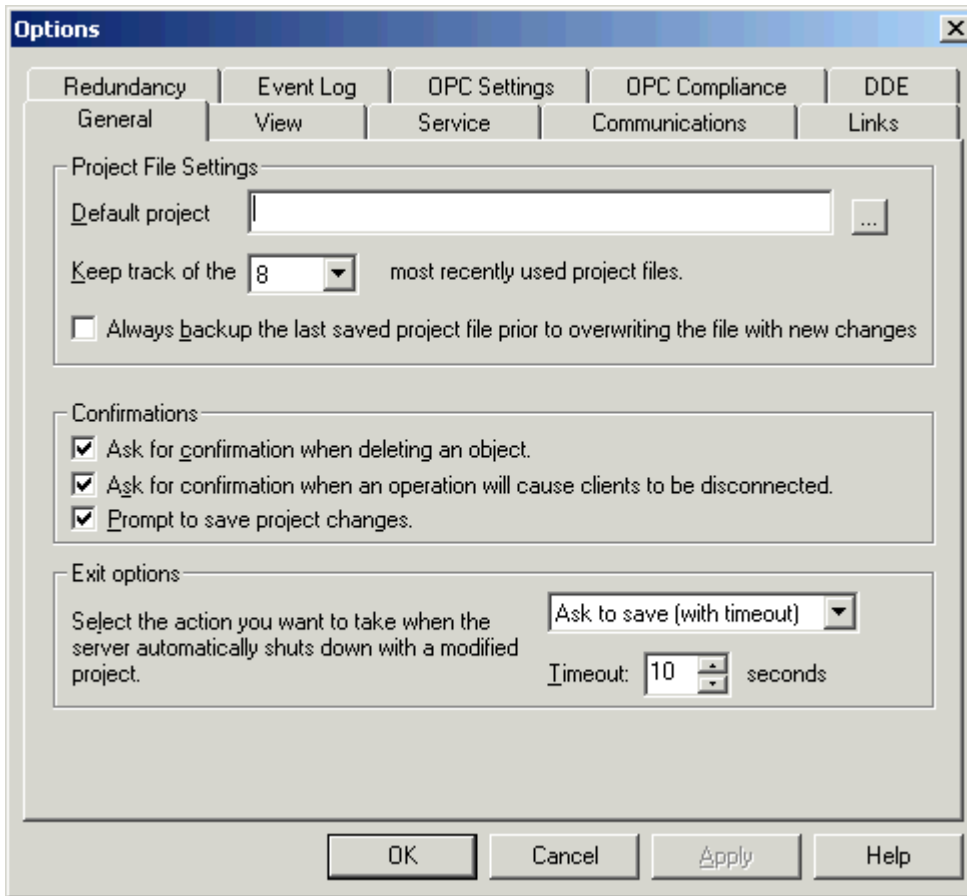 Options
Redundancy Event Log OPC Settings OPC Compliance DDE
General View Service Communications Links
Project File Settings
Default project ...
Keep track of the 8 most recently used project files.
Always backup the last saved project file prior to overwriting the file with new changes
Confirmations
Ask for confirmation when deleting an object.
Ask for confirmation when an operation will cause clients to be disconnected.
Prompt to save project changes.
Exit options
Select the action you want to take when the
server automatically shuts down with a modified
project.
Ask to save (with timeout)
Timeout: 10 seconds
OK Cancel Apply Help